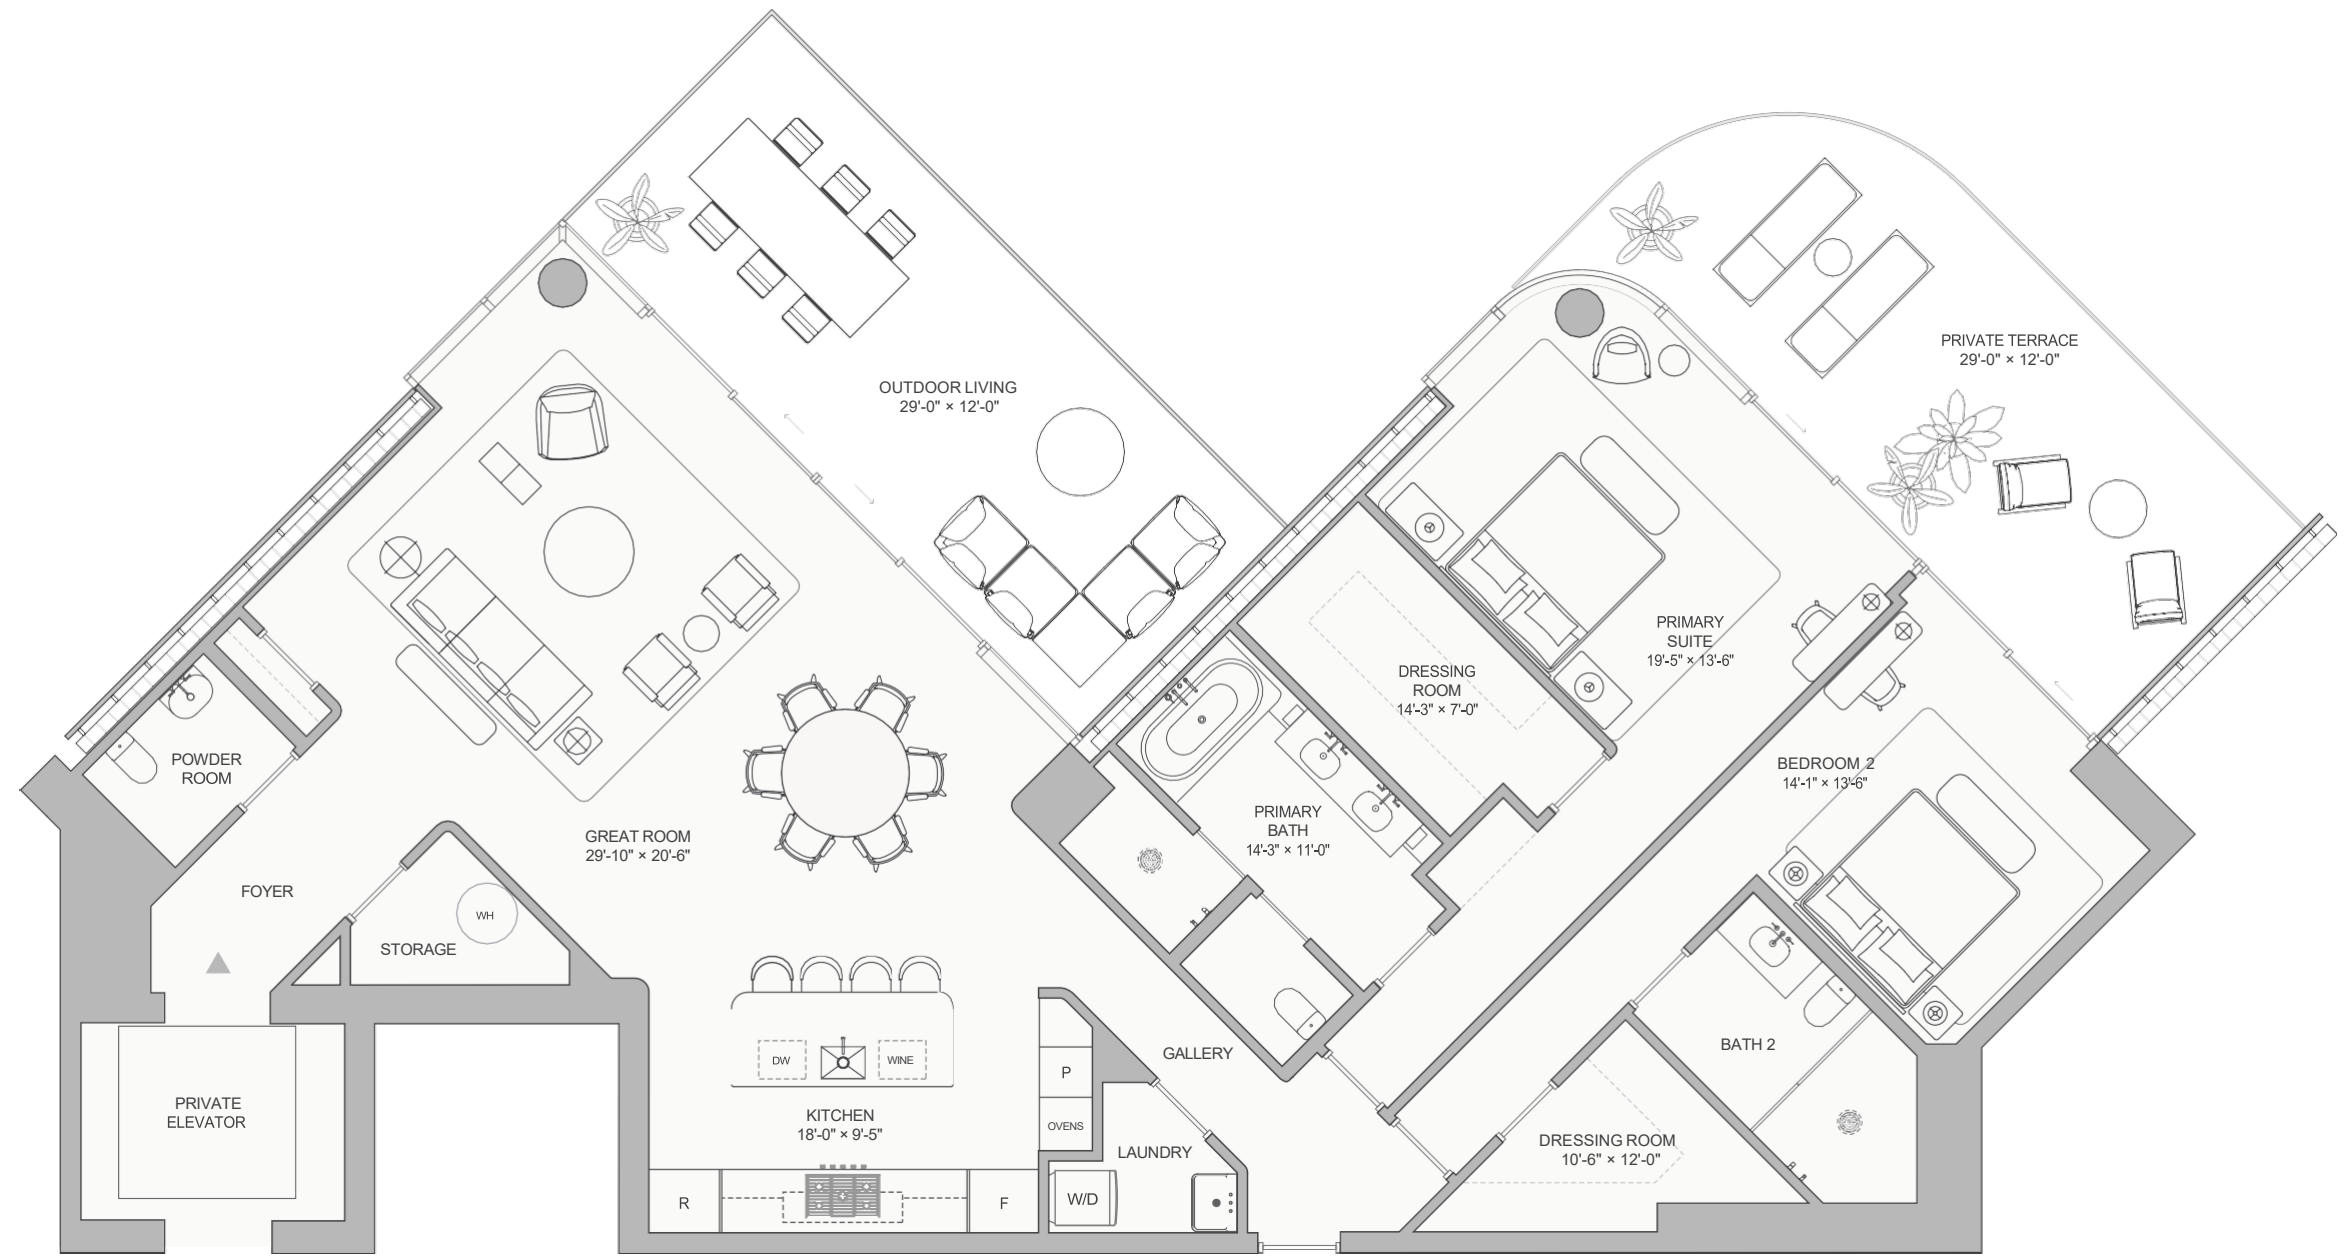 PRIVATE TERRACE
29'-0" × 12'-0"
OUTDOOR LIVING
29'-0" × 12'-0"
PRIMARY
SUITE
19'-5" × 13'-6"
DRESSING
ROOM
14'-3" × 7'-0"
POWDER
ROOM
BEDROOM 2
14'-1" × 13'-6"
PRIMARY
BATH
14'-3" × 11'-0"
GREAT ROOM
29'-10" × 20'-6"
FOYER
WH
STORAGE
DW
WINE
GALLERY
BATH 2
P
PRIVATE
ELEVATOR
KITCHEN
18'-0" × 9'-5"
OVENS
LAUNDRY
DRESSING ROOM
10'-6" × 12'-0"
R
F
W/D